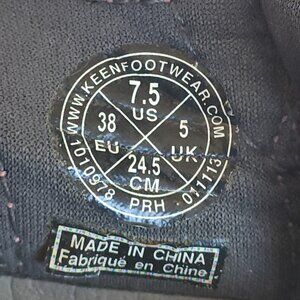 WWW.KEENFOOTWEAR.COM
7.5
US
38
EU
5
UK
24.5
CM
1010978
PRH
011113
MADE IN CHINA
Fabriqué en Chine